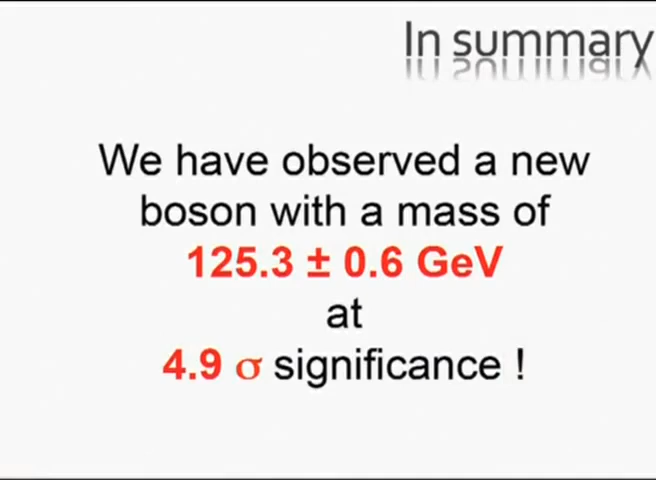 In summary
We have observed a new
boson with a mass of
125.3 ± 0.6 GeV
at
4.9 σ significance !